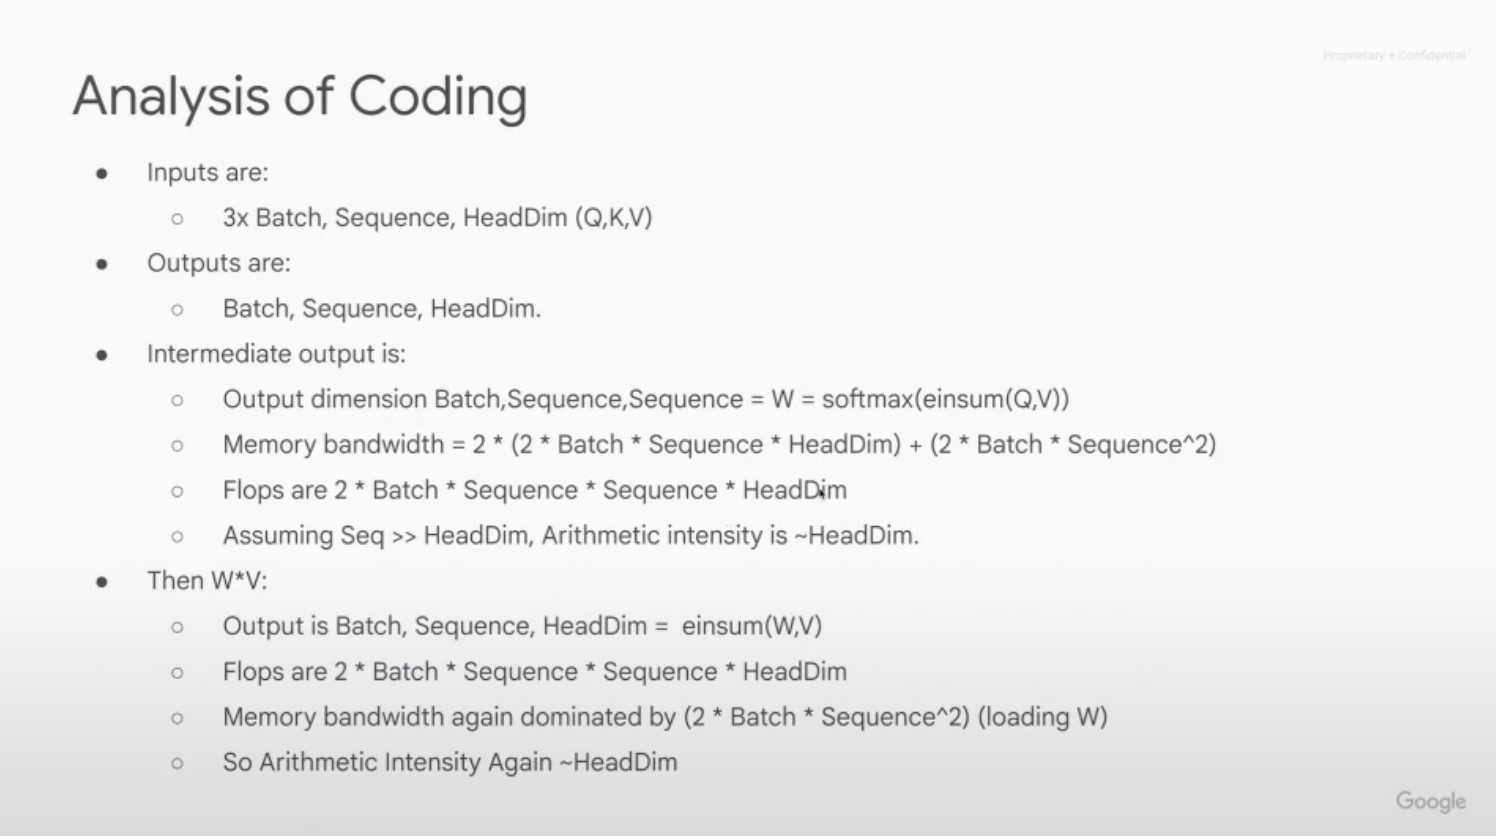 Proprietary + Confidential
Analysis of Coding
● Inputs are:
○ 3x Batch, Sequence, HeadDim (Q,K,V)
● Outputs are:
○ Batch, Sequence, HeadDim.
● Intermediate output is:
○ Output dimension Batch,Sequence,Sequence = W = softmax(einsum(Q,V))
○ Memory bandwidth = 2 * (2 * Batch * Sequence * HeadDim) + (2 * Batch * Sequence^2)
○ Flops are 2 * Batch * Sequence * Sequence * HeadDim
○ Assuming Seq >> HeadDim, Arithmetic intensity is ~HeadDim.
● Then W*V:
○ Output is Batch, Sequence, HeadDim = einsum(W,V)
○ Flops are 2 * Batch * Sequence * Sequence * HeadDim
○ Memory bandwidth again dominated by (2 * Batch * Sequence^2) (loading W)
○ So Arithmetic Intensity Again ~HeadDim
Google